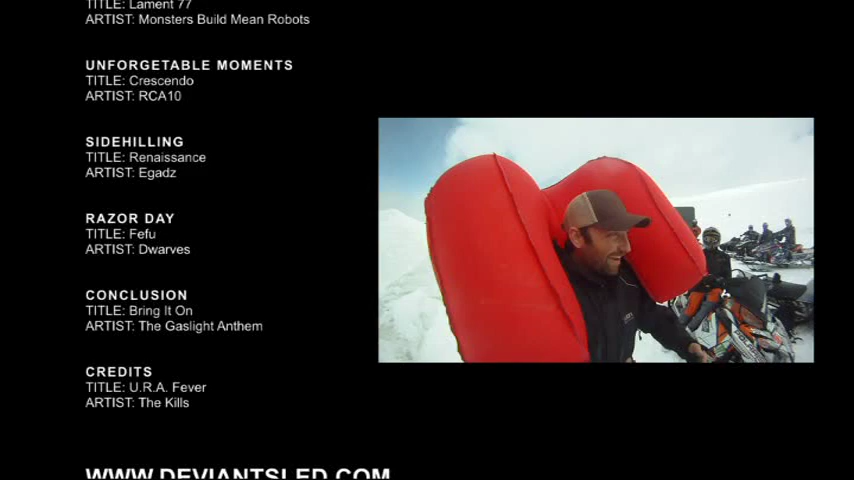 TITLE: Lament 77
ARTIST: Monsters Build Mean Robots
UNFORGETABLE MOMENTS
TITLE: Crescendo
ARTIST: RCA10
SIDEHILLING
TITLE: Renaissance
ARTIST: Egadz
RAZOR DAY
TITLE: Fefu
ARTIST: Dwarves
CONCLUSION
TITLE: Bring It On
ARTIST: The Gaslight Anthem
CREDITS
TITLE: U.R.A. Fever
ARTIST: The Kills
WWW.DEVIANTSLED.COM